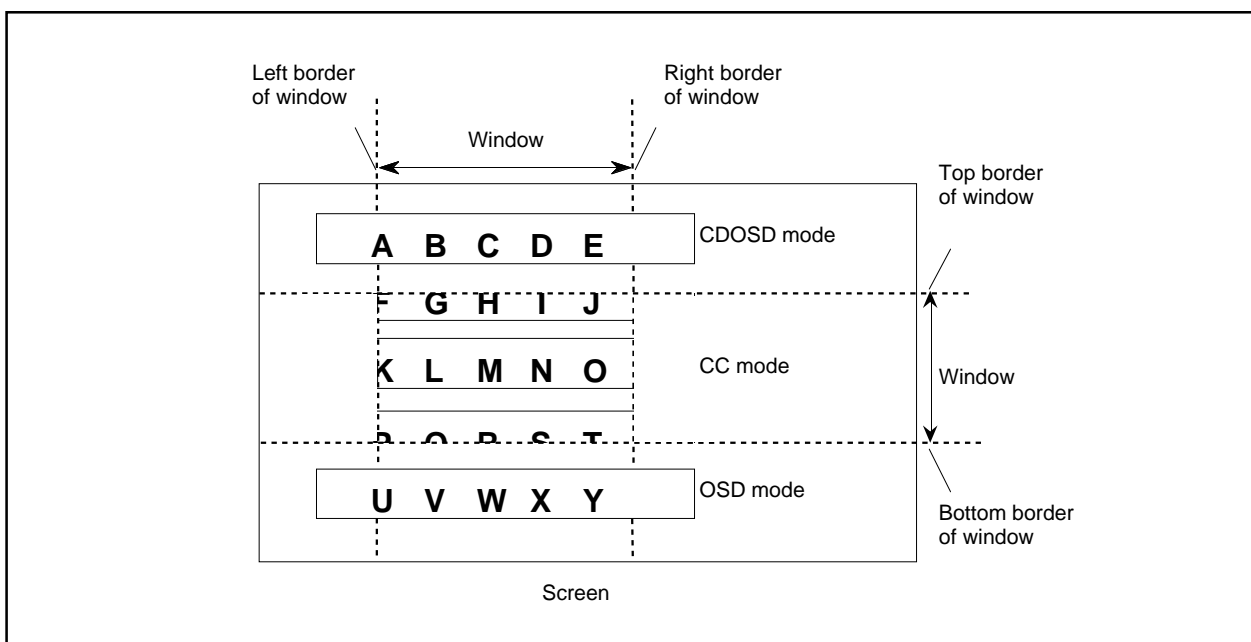 Left border
of window
Right border
of window
Window
Top border
of window
A B C D E
CDOSD mode
F G H I J
K L M N O
CC mode
Window
P Q R S T
U V W X Y
OSD mode
Bottom border
of window
Screen